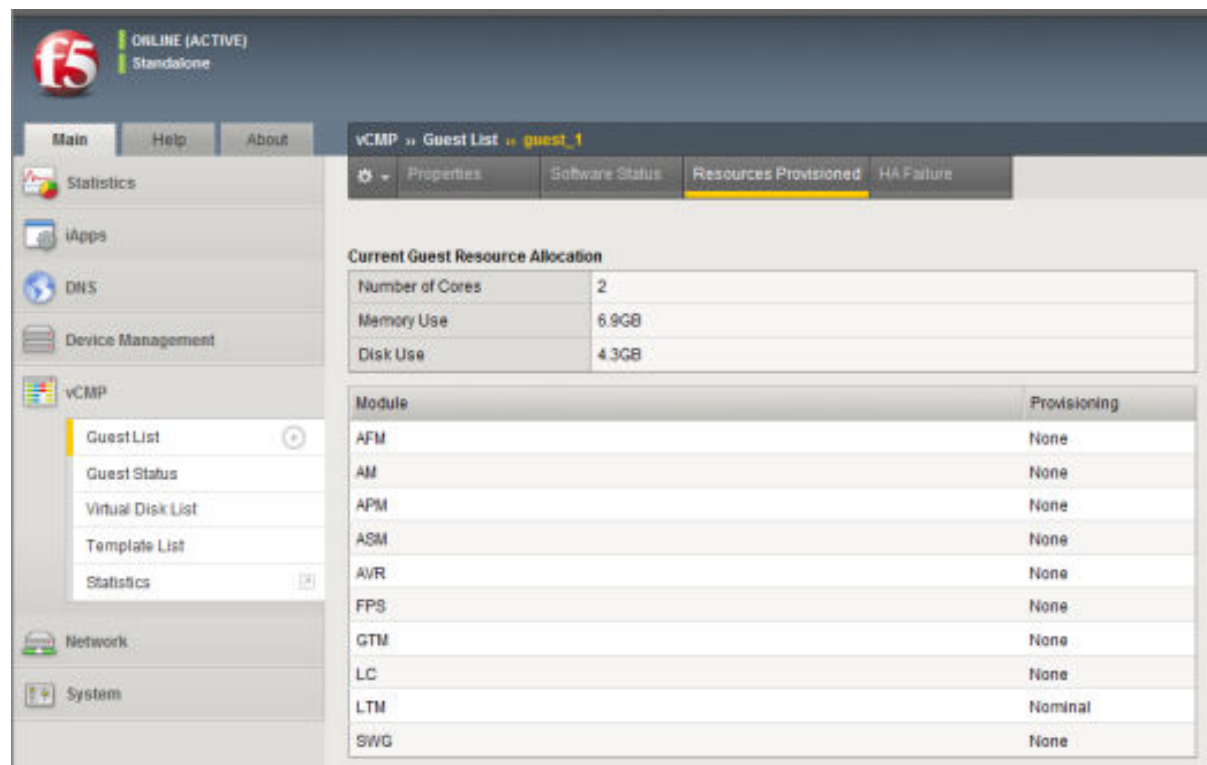 f5
ONLINE (ACTIVE)
Standalone
Main Help About
Statistics
iApps
DNS
Device Management
vCMP
Guest List
Guest Status
Virtual Disk List
Template List
Statistics
Network
System
vCMP » Guest List » guest_1
Properties Software Status Resources Provisioned HA Failure
Current Guest Resource Allocation
Number of Cores 2
Memory Use 6.9GB
Disk Use 4.3GB
Module Provisioning
AFM None
AM None
APM None
ASM None
AVR None
FPS None
GTM None
LC None
LTM Nominal
SWG None